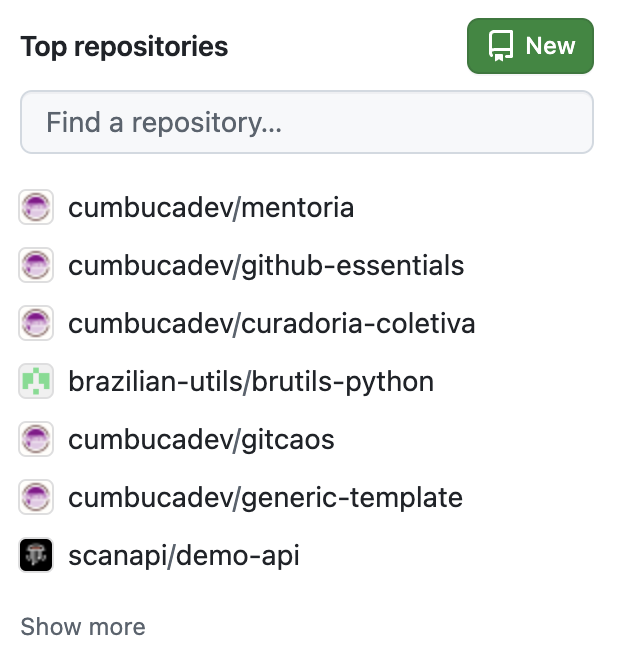 Top repositories
New
Find a repository...
cumbucadev/mentoria
cumbucadev/github-essentials
cumbucadev/curadoria-coletiva
brazilian-utils/brutils-python
cumbucadev/gitcaos
cumbucadev/generic-template
scanapi/demo-api
Show more